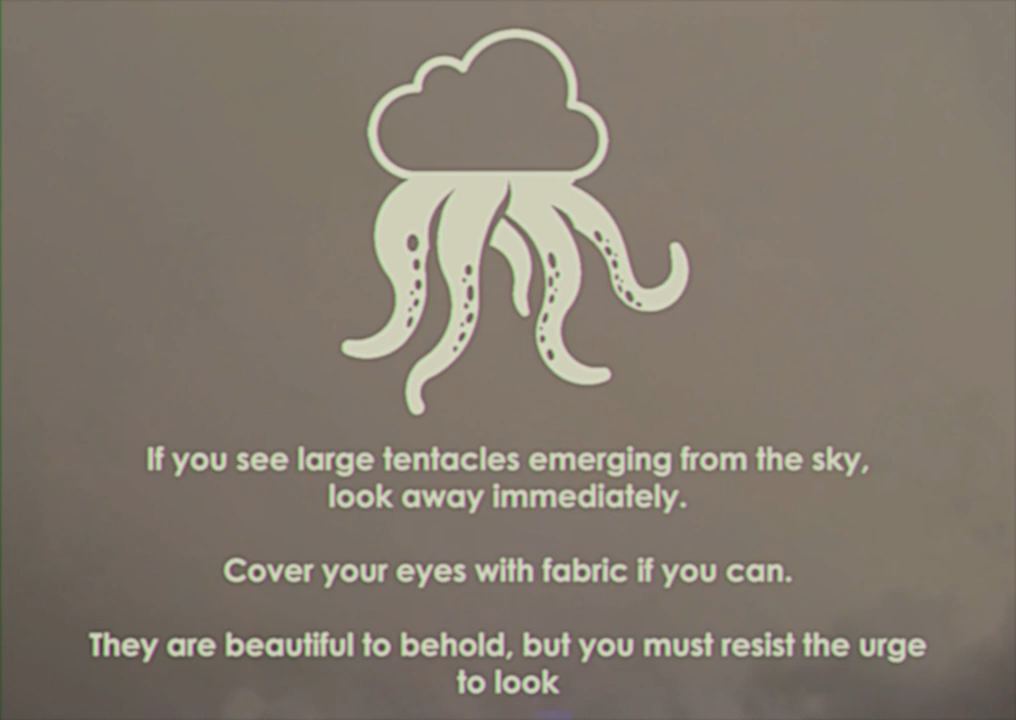 If you see large tentacles emerging from the sky,
look away immediately.
Cover your eyes with fabric if you can.
They are beautiful to behold, but you must resist the urge
to look